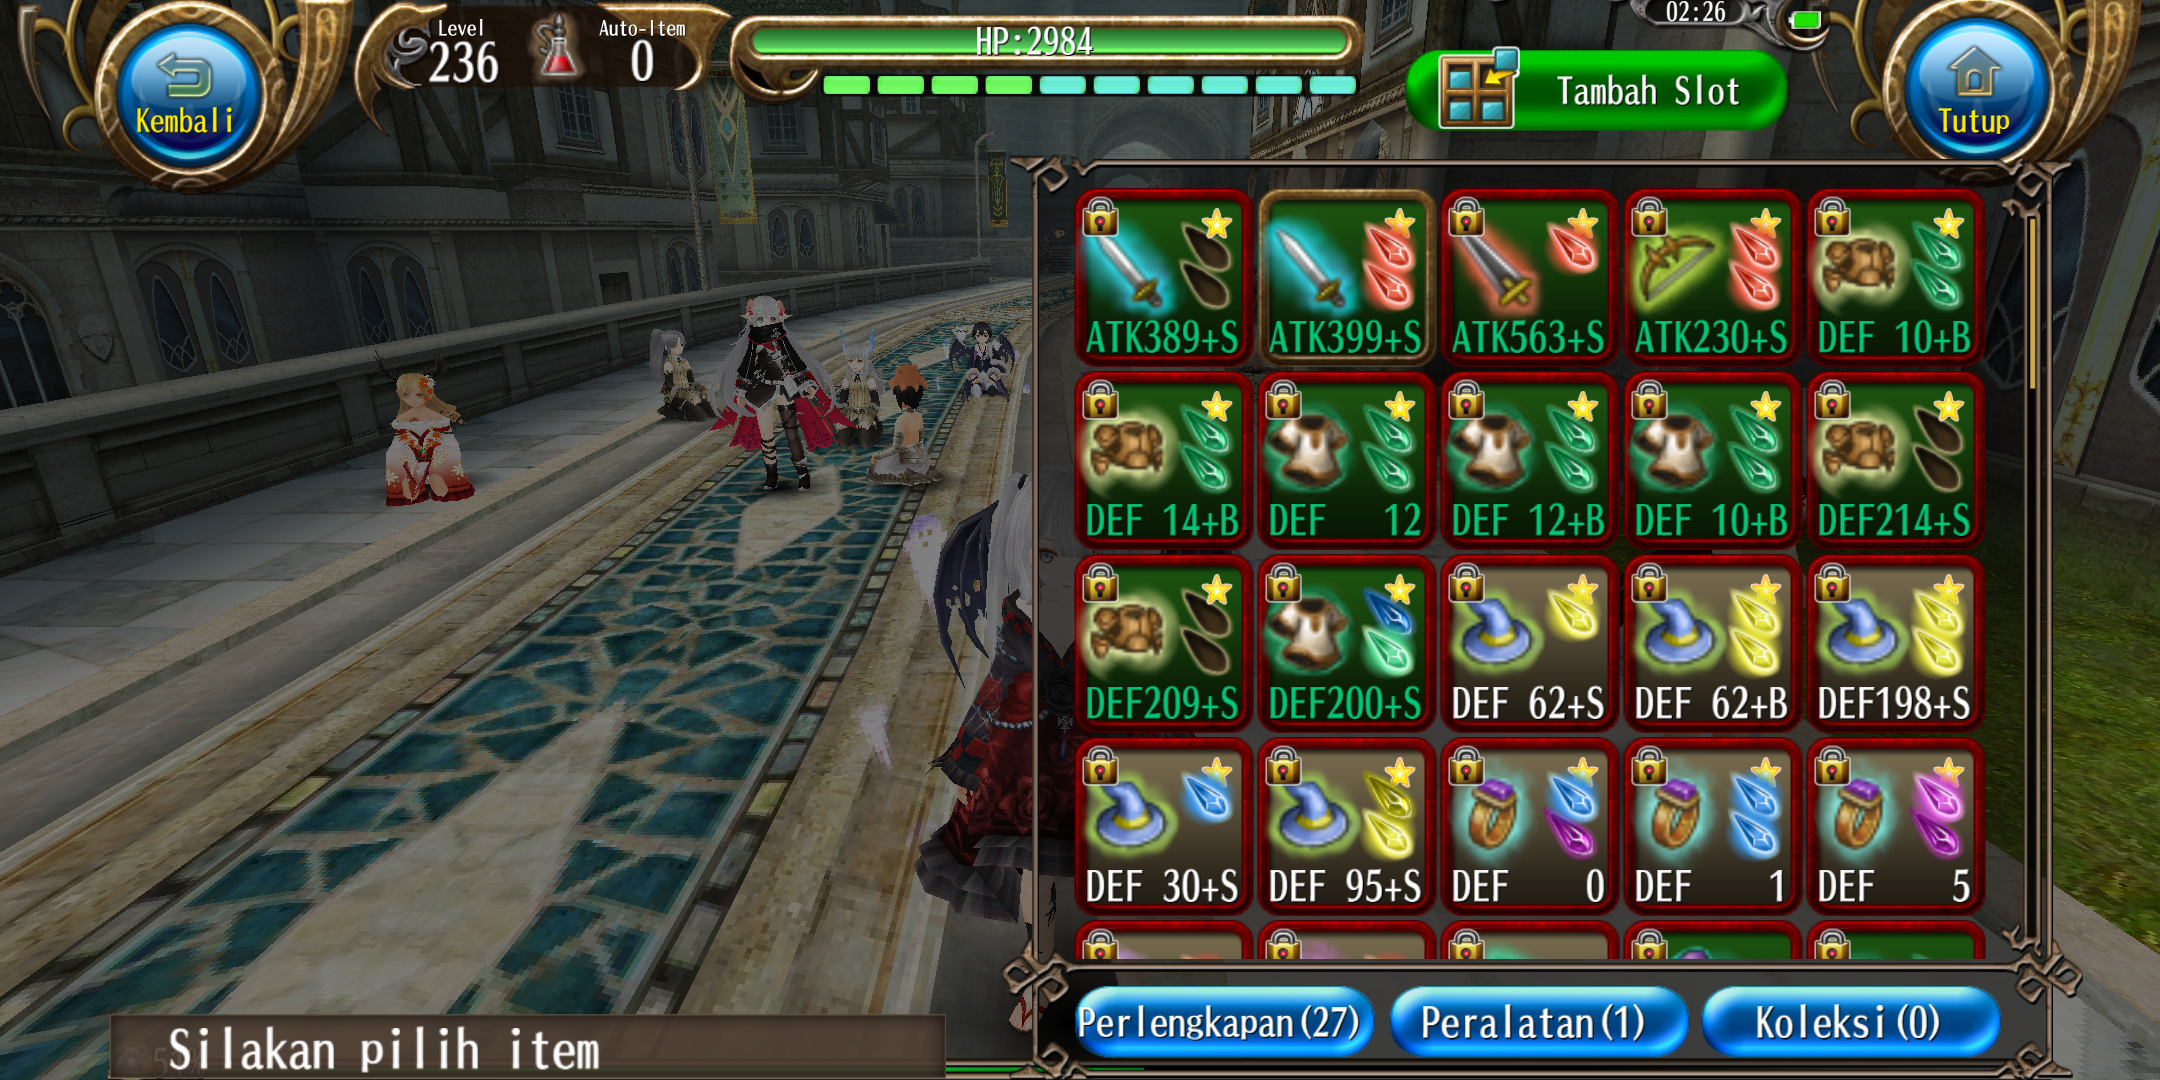 Kembali
Level
236
Auto-Item
0
HP:2984
02:26
Tambah Slot
Tutup
ATK389+S
ATK399+S
ATK563+S
ATK230+S
DEF 10+B
DEF 14+B
DEF 12
DEF 12+B
DEF 10+B
DEF214+S
DEF209+S
DEF200+S
DEF 62+S
DEF 62+B
DEF198+S
DEF 30+S
DEF 95+S
DEF 0
DEF 1
DEF 5
Perlengkapan(27)
Peralatan(1)
Koleksi(0)
Silakan pilih item